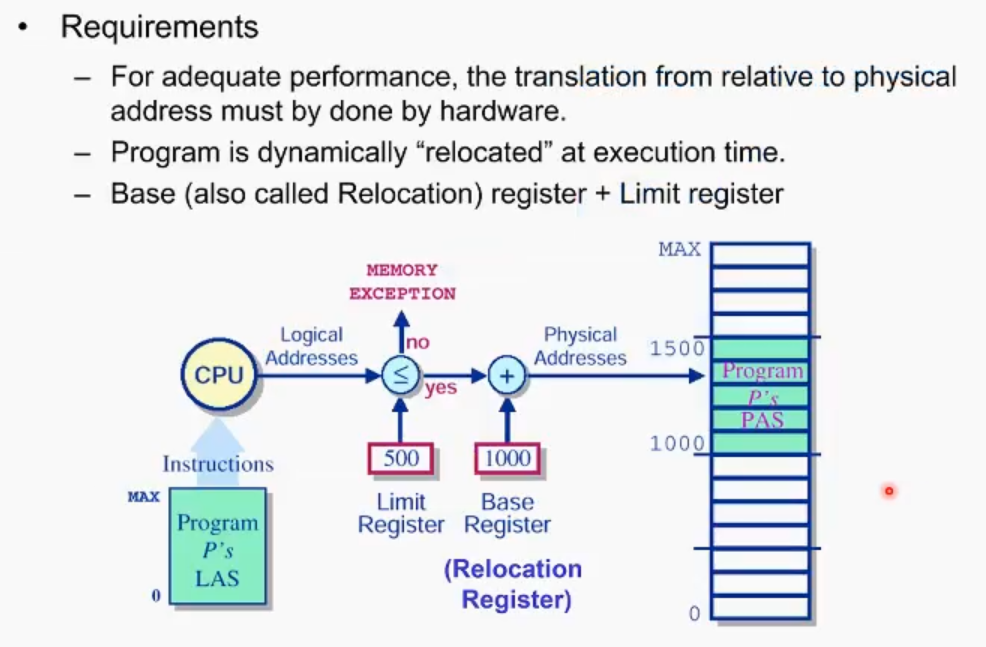 • Requirements
– For adequate performance, the translation from relative to physical
address must by done by hardware.
– Program is dynamically “relocated” at execution time.
– Base (also called Relocation) register + Limit register
MAX
MEMORY
EXCEPTION
Logical
Addresses
no
Physical
Addresses
1500
CPU
≤
yes
+
Program
P's
PAS
1000
Instructions
500
1000
MAX
Limit
Register
Base
Register
Program
P's
LAS
(Relocation
Register)
0
0